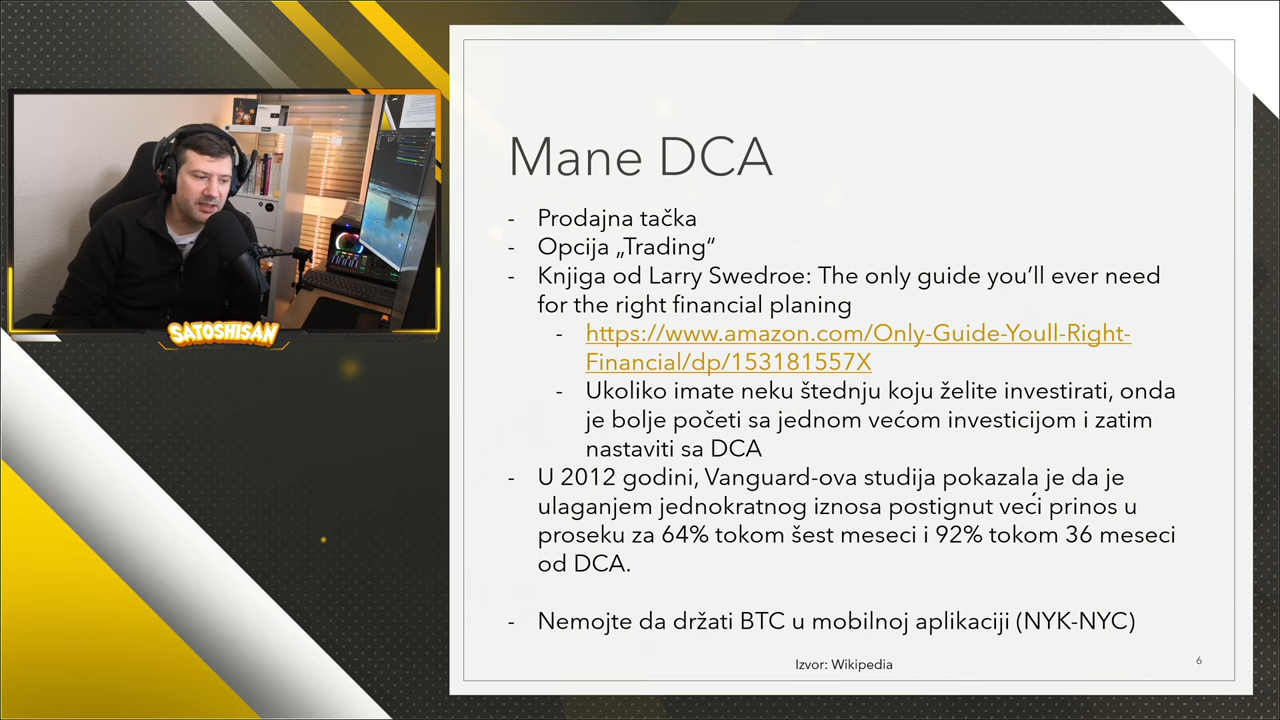 SATOSHISAN
Mane DCA
- Prodajna tačka
- Opcija „Trading“
- Knjiga od Larry Swedroe: The only guide you’ll ever need
for the right financial planing
- https://www.amazon.com/Only-Guide-Youll-Right-
Financial/dp/153181557X
- Ukoliko imate neku štednju koju želite investirati, onda
je bolje početi sa jednom većom investicijom i zatim
nastaviti sa DCA
- U 2012 godini, Vanguard-ova studija pokazala je da je
ulaganjem jednokratnog iznosa postignut veći prinos u
proseku za 64% tokom šest meseci i 92% tokom 36 meseci
od DCA.
- Nemojte da držati BTC u mobilnoj aplikaciji (NYK-NYC)
Izvor: Wikipedia
6